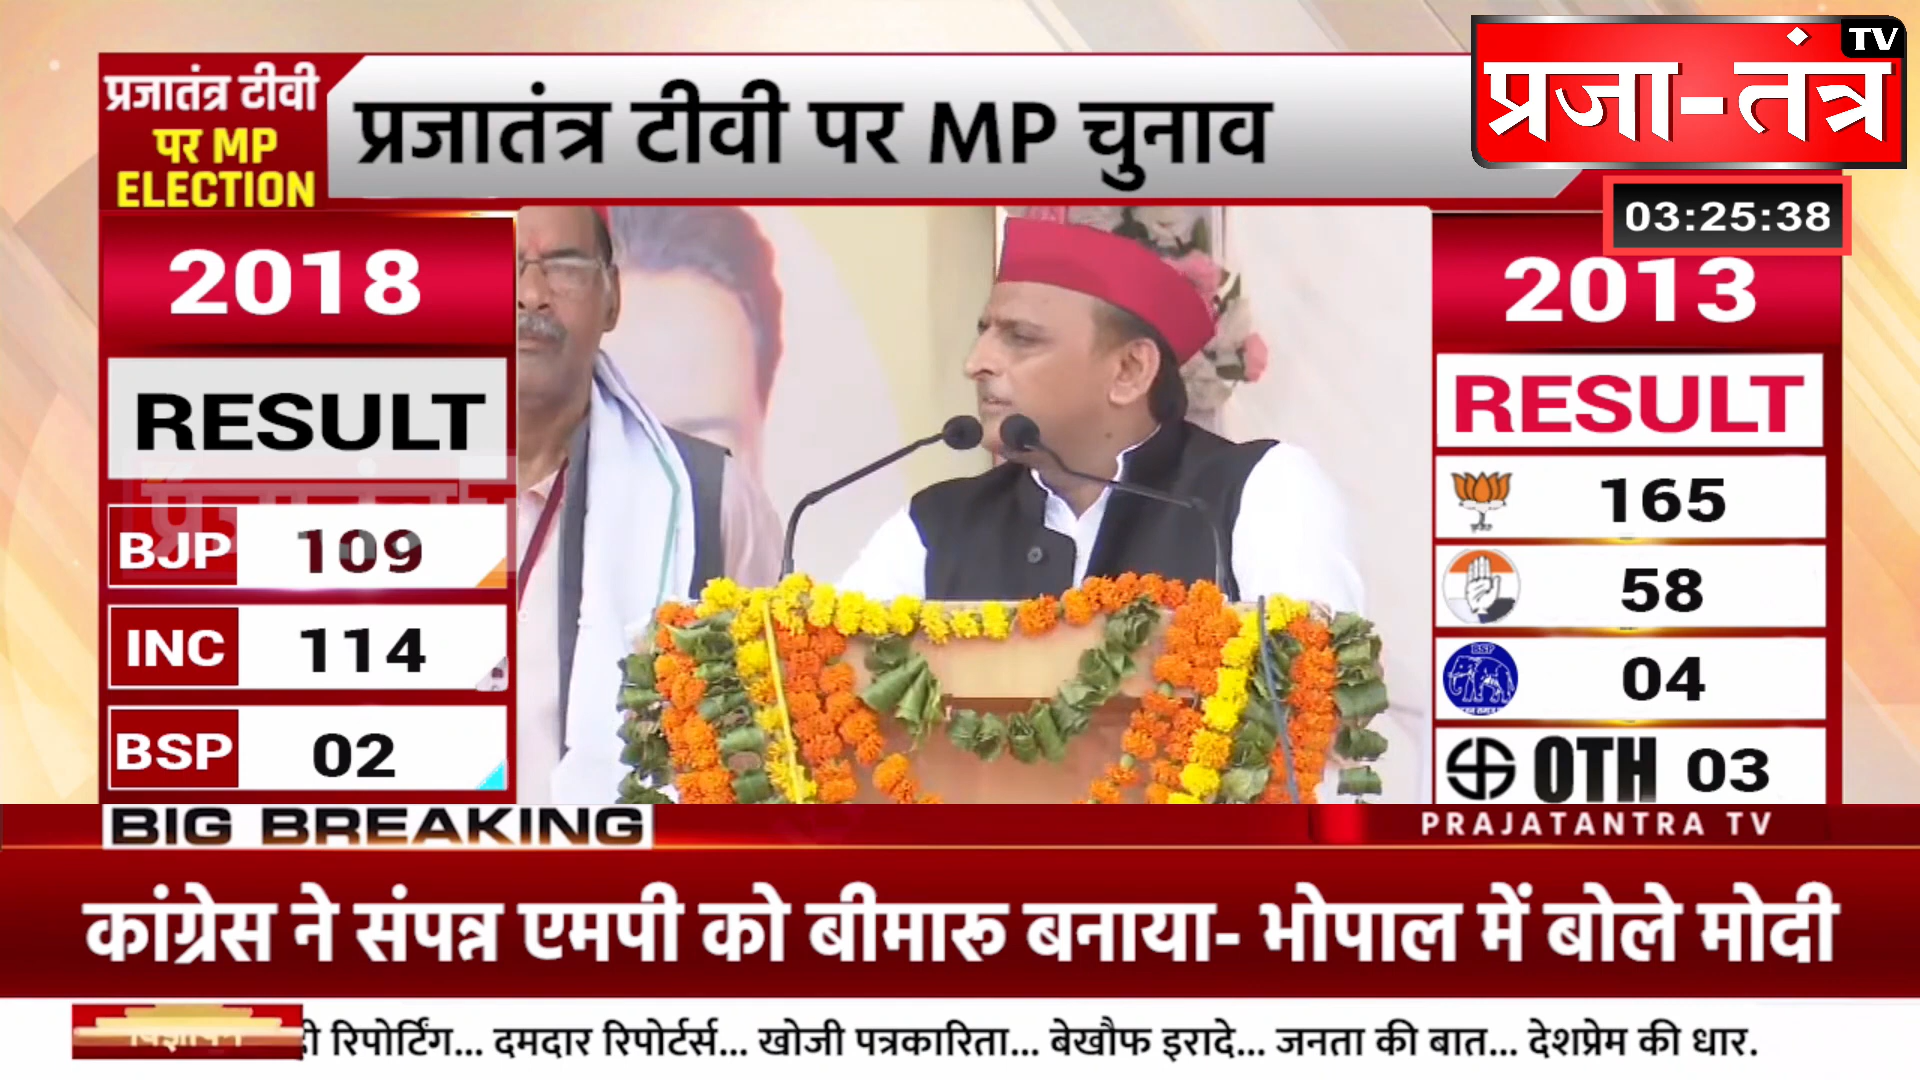 प्रजातंत्र टीवी
पर MP
ELECTION
प्रजातंत्र टीवी पर MP चुनाव
प्रजा-तंत्र
TV
03:25:38
2018
RESULT
BJP 109
INC 114
BSP 02
2013
RESULT
165
58
BSP
04
OTH 03
BIG BREAKING
PRAJATANTRA TV
कांग्रेस ने संपन्न एमपी को बीमारू बनाया- भोपाल में बोले मोदी
रिपोर्टिंग... दमदार रिपोर्टर्स... खोजी पत्रकारिता... बेखौफ इरादे... जनता की बात... देशप्रेम की धार.